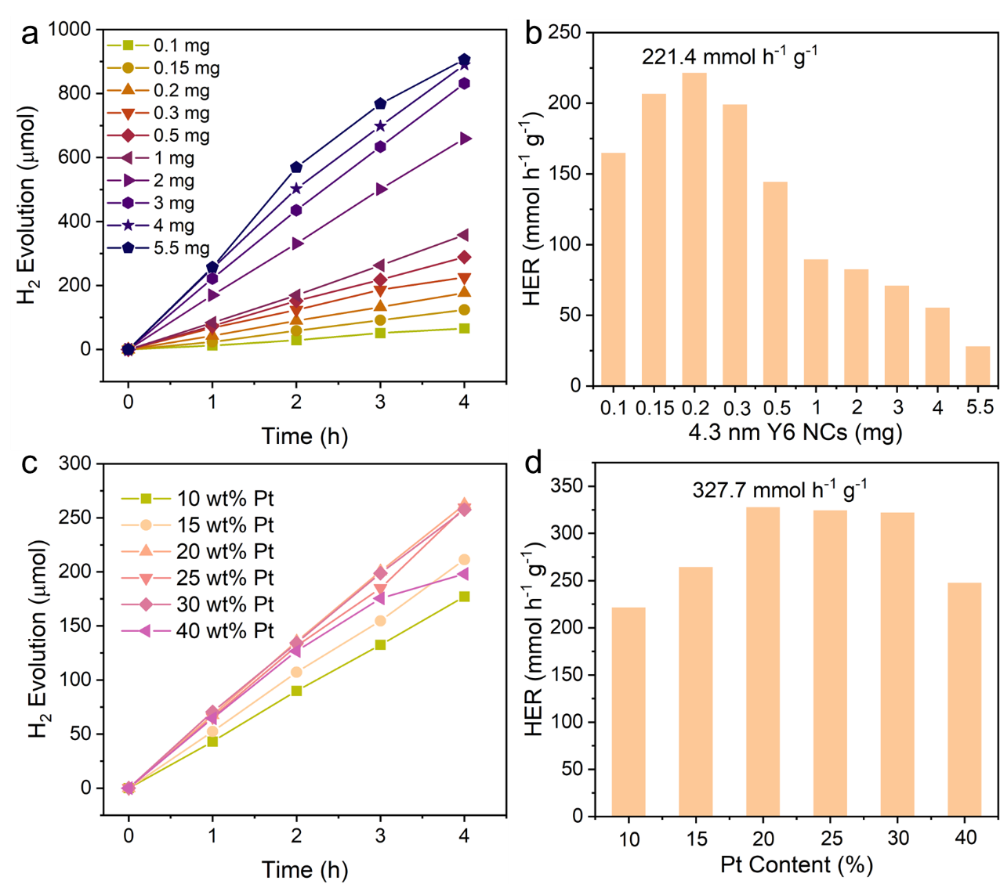 a
1000
800
600
400
200
0
H₂ Evolution (μmol)
0.1 mg
0.15 mg
0.2 mg
0.3 mg
0.5 mg
1 mg
2 mg
3 mg
4 mg
5.5 mg
0 1 2 3 4
Time (h)
b
250
200
150
100
50
0
HER (mmol h⁻¹ g⁻¹)
221.4 mmol h⁻¹ g⁻¹
0.1 0.15 0.2 0.3 0.5 1 2 3 4 5.5
4.3 nm Y6 NCs (mg)
c
300
250
200
150
100
50
0
H₂ Evolution (μmol)
10 wt% Pt
15 wt% Pt
20 wt% Pt
25 wt% Pt
30 wt% Pt
40 wt% Pt
0 1 2 3 4
Time (h)
d
350
300
250
200
150
100
50
0
HER (mmol h⁻¹ g⁻¹)
327.7 mmol h⁻¹ g⁻¹
10 15 20 25 30 40
Pt Content (%)